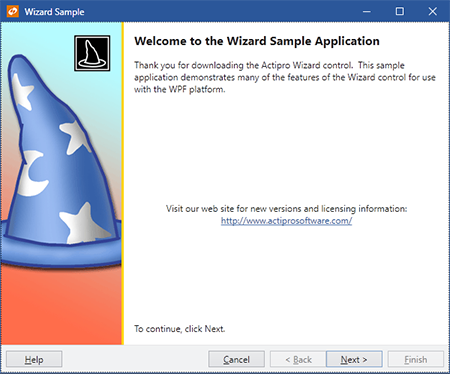 Wizard Sample
Welcome to the Wizard Sample Application
Thank you for downloading the Actipro Wizard control.  This sample
application demonstrates many of the features of the Wizard control for use
with the WPF platform.
Visit our web site for new versions and licensing information:
http://www.actiprosoftware.com/
To continue, click Next.
Help
Cancel
< Back
Next >
Finish